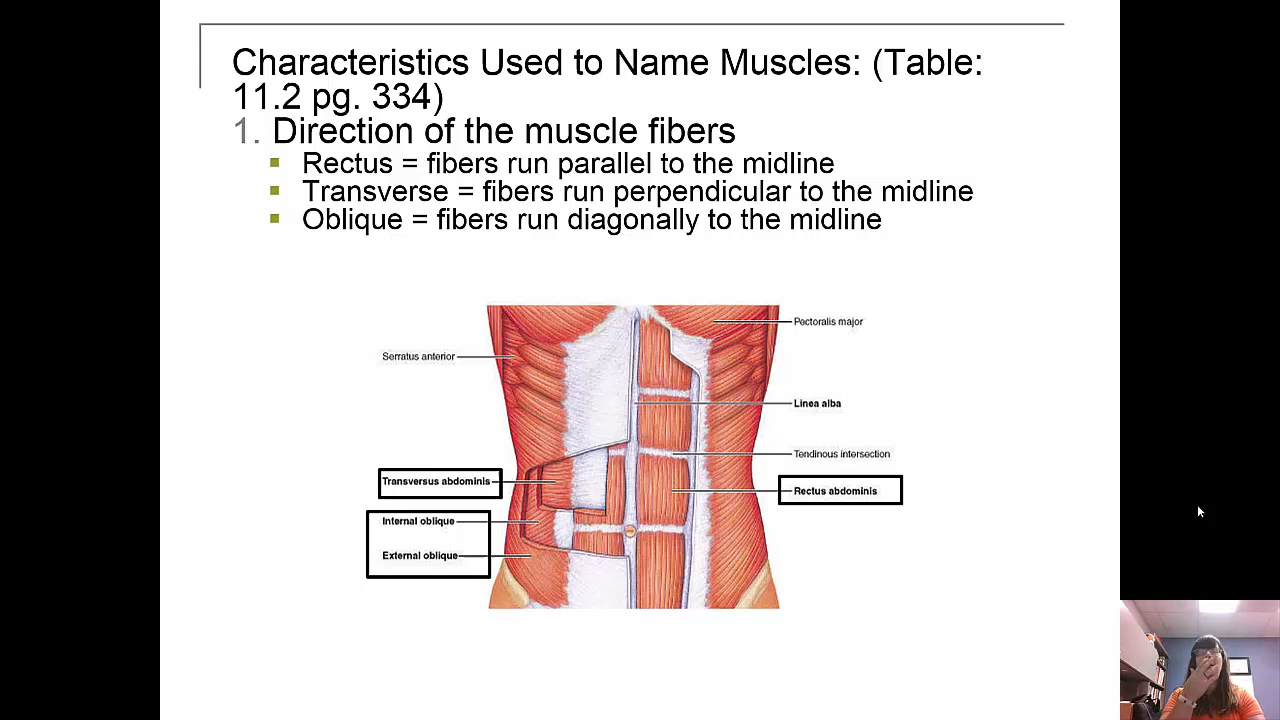 Characteristics Used to Name Muscles: (Table:
11.2 pg. 334)
1. Direction of the muscle fibers
Rectus = fibers run parallel to the midline
Transverse = fibers run perpendicular to the midline
Oblique = fibers run diagonally to the midline
Pectoralis major
Serratus anterior
Linea alba
Tendinous intersection
Transversus abdominis
Rectus abdominis
Internal oblique
External oblique